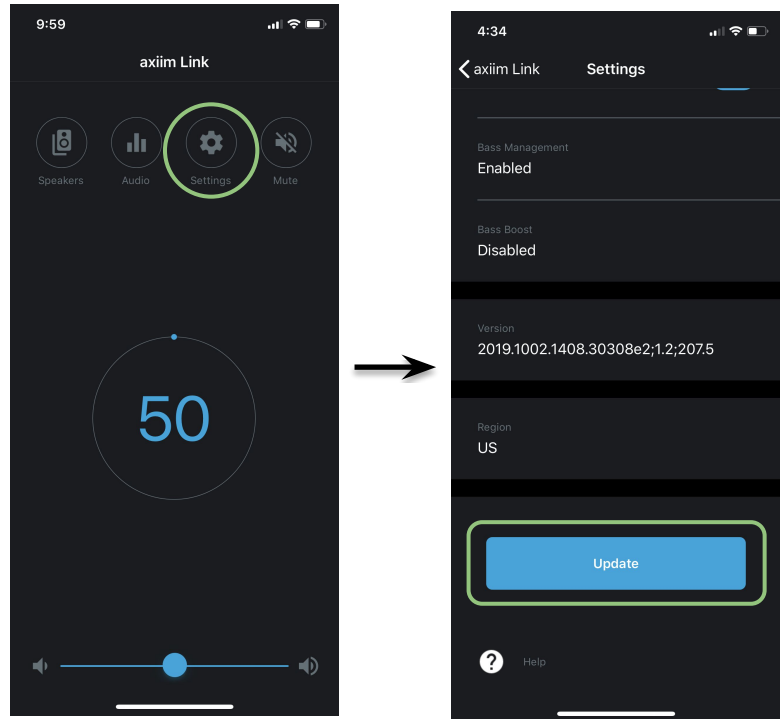 9:59
axiim Link
Speakers
Audio
Settings
Mute
50
4:34
axiim Link
Settings
Bass Management
Enabled
Bass Boost
Disabled
Version
2019.1002.1408.30308e2;1.2;207.5
Region
US
Update
?
Help